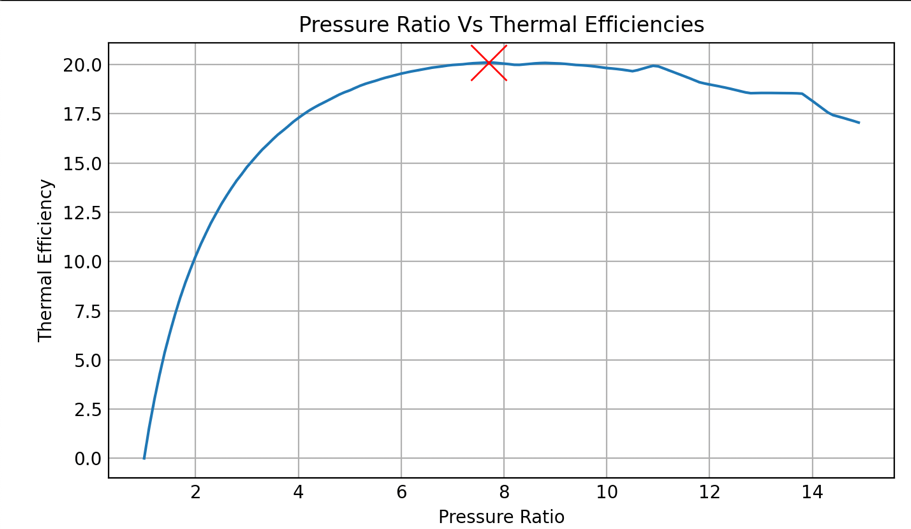 Pressure Ratio Vs Thermal Efficiencies
20.0
17.5
15.0
12.5
10.0
7.5
5.0
2.5
0.0
Thermal Efficiency
2 4 6 8 10 12 14
Pressure Ratio